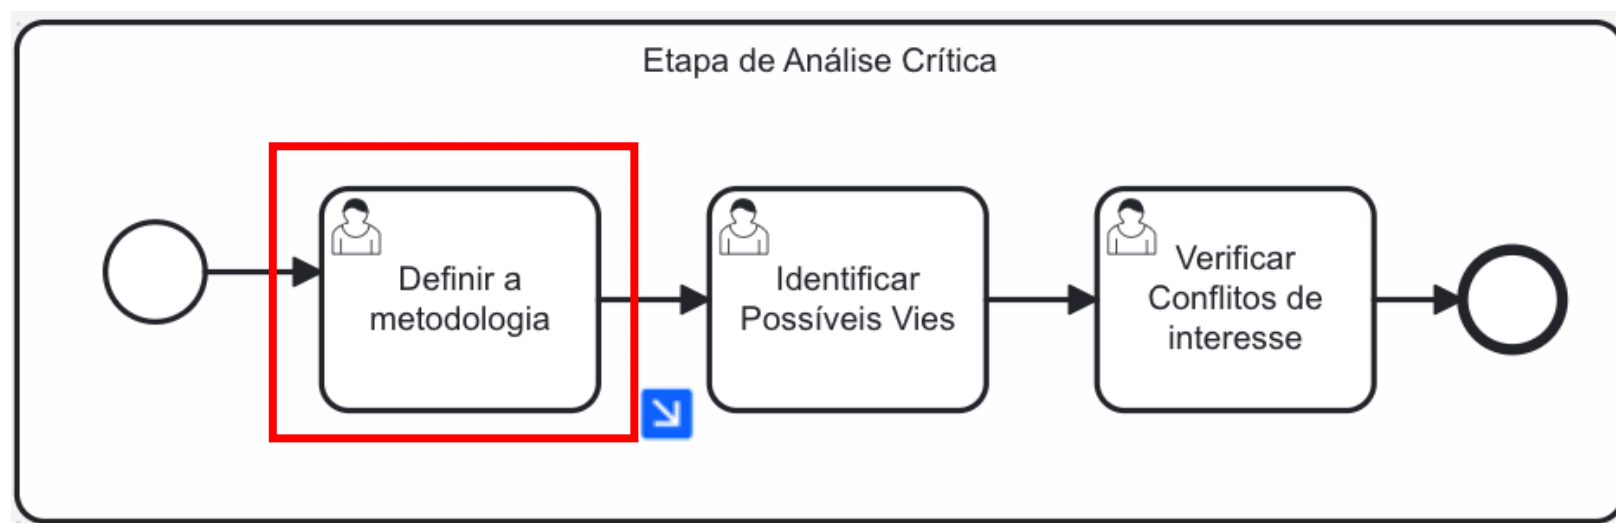 Etapa de Análise Crítica
Definir a
metodologia
Identificar
Possíveis Vies
Verificar
Conflitos de
interesse